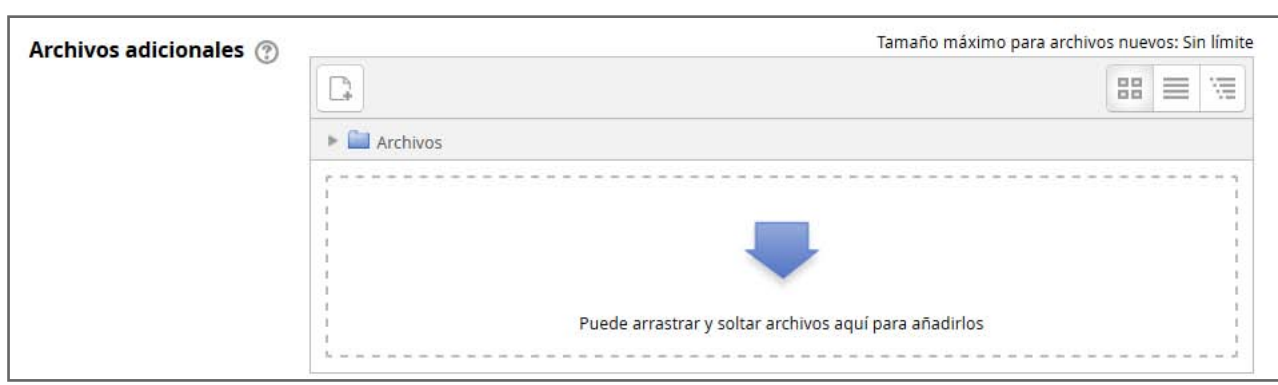 Archivos adicionales ?
Tamaño máximo para archivos nuevos: Sin límite
Archivos
Puede arrastrar y soltar archivos aquí para añadirlos